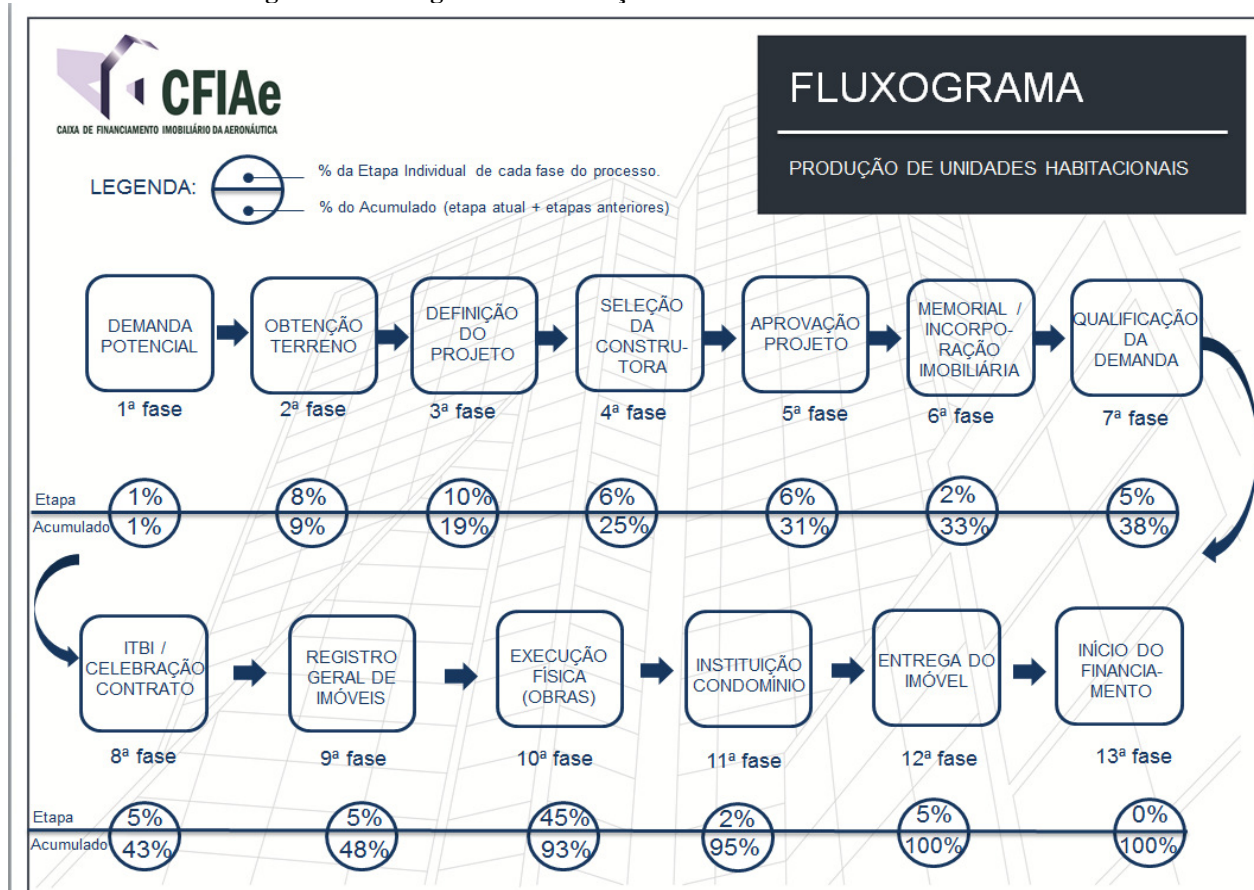 CFIAe
CAIXA DE FINANCIAMENTO IMOBILIÁRIO DA AERONÁUTICA
FLUXOGRAMA
PRODUÇÃO DE UNIDADES HABITACIONAIS
LEGENDA:
% da Etapa Individual de cada fase do processo.
% do Acumulado (etapa atual + etapas anteriores)
DEMANDA
POTENCIAL
OBTENÇÃO
TERRENO
DEFINIÇÃO
DO
PROJETO
SELEÇÃO
DA
CONSTRU-
TORA
APROVAÇÃO
PROJETO
MEMORIAL /
INCORPO-
RAÇÃO
IMOBILIÁRIA
QUALIFICAÇÃO
DA
DEMANDA
1ª fase
2ª fase
3ª fase
4ª fase
5ª fase
6ª fase
7ª fase
Etapa 1% 8% 10% 6% 6% 2% 5%
Acumulado 1% 9% 19% 25% 31% 33% 38%
ITBI /
CELEBRAÇÃO
CONTRATO
REGISTRO
GERAL DE
IMÓVEIS
EXECUÇÃO
FÍSICA
(OBRAS)
INSTITUIÇÃO
CONDOMÍNIO
ENTREGA DO
IMÓVEL
INÍCIO DO
FINANCIA-
MENTO
8ª fase
9ª fase
10ª fase
11ª fase
12ª fase
13ª fase
Etapa 5% 5% 45% 2% 5% 0%
Acumulado 43% 48% 93% 95% 100% 100%